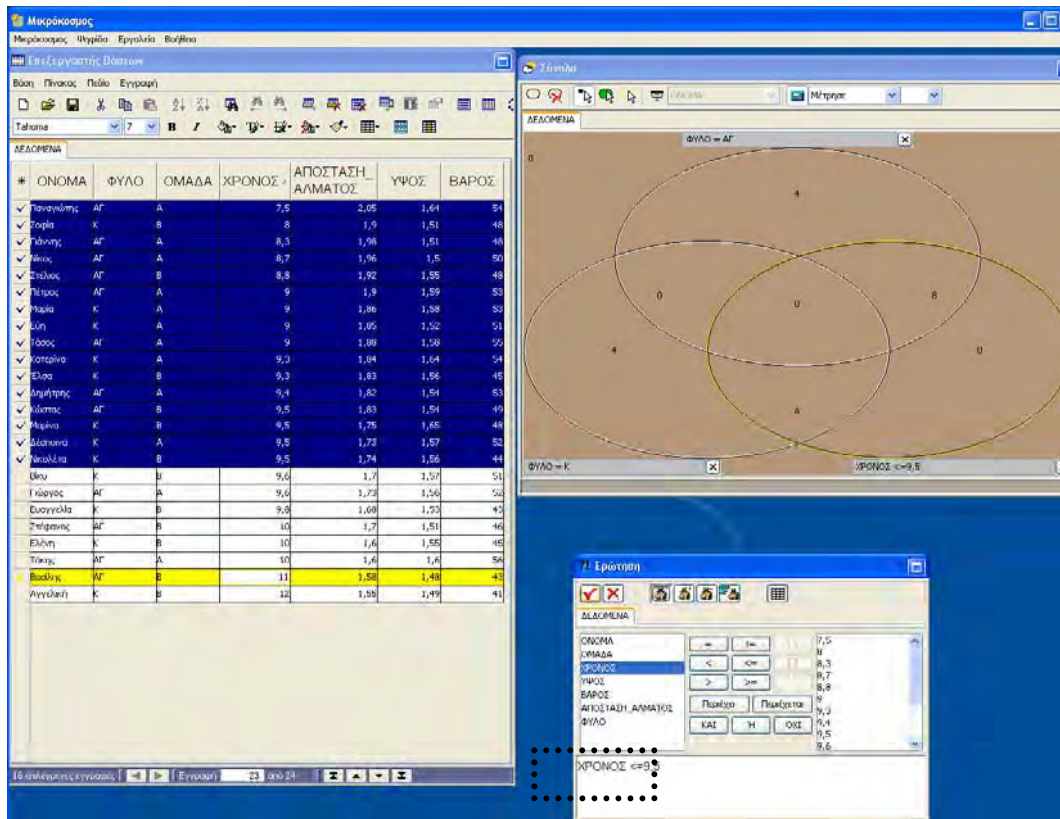 Μικρόκοσμος
Μικρόκοσμος Ψηφίδα Εργαλεία Βοήθεια
Επεξεργαστής Βάσεων
Βάση Πίνακας Πεδίο Εγγραφή
Tahoma 7 B I
ΔΕΔΟΜΕΝΑ
* ΟΝΟΜΑ ΦΥΛΟ ΟΜΑΔΑ ΧΡΟΝΟΣ ΑΠΟΣΤΑΣΗ_ΑΛΜΑΤΟΣ ΥΨΟΣ ΒΑΡΟΣ
Παναγιώτης ΑΓ Α 7,5 2,05 1,64 54
Σοφία Κ Β 8 1,9 1,51 48
Γιάννης ΑΓ Α 8,3 1,98 1,51 48
Νίκος ΑΓ Α 8,7 1,96 1,5 50
Στέλιος ΑΓ Β 8,8 1,92 1,55 48
Πέτρος ΑΓ Α 9 1,9 1,59 53
Μαρία Κ Α 9 1,86 1,58 53
Εύη Κ Α 9 1,85 1,52 51
Τάσος ΑΓ Α 9 1,88 1,58 55
Κατερίνα Κ Α 9,3 1,84 1,64 54
Έλσα Κ Β 9,3 1,83 1,56 45
Δημήτρης ΑΓ Α 9,4 1,82 1,54 53
Κώστας ΑΓ Β 9,5 1,83 1,54 49
Μαρίνα Κ Β 9,5 1,75 1,65 48
Δέσποινα Κ Α 9,5 1,73 1,57 52
Νικολέτα Κ Β 9,5 1,74 1,56 44
Κ 9,6 1,7 1,57 51
Γιώργος ΑΓ Α 9,6 1,73 1,56 52
Ευαγγελία Κ Β 9,8 1,68 1,53 43
Στέφανος ΑΓ Β 10 1,7 1,51 46
Ελένη Κ Β 10 1,6 1,55 45
Τάκης ΑΓ Α 10 1,6 1,6 56
Βασίλης ΑΓ Β 11 1,58 1,48 43
Αγγελική Κ Β 12 1,55 1,49 41
16 επιλεγμένες εγγραφές Εγγραφή 23 από 24
Σύνολα
Μέτρησε
ΔΕΔΟΜΕΝΑ
ΦΥΛΟ = ΑΓ
0
4
0
0
8
4
0
8
ΦΥΛΟ = Κ
ΧΡΟΝΟΣ <=9,5
Ερώτηση
ΔΕΔΟΜΕΝΑ
ΟΝΟΜΑ
ΟΜΑΔΑ
ΧΡΟΝΟΣ
ΥΨΟΣ
ΒΑΡΟΣ
ΑΠΟΣΤΑΣΗ_ΑΛΜΑΤΟΣ
ΦΥΛΟ
= !=
< <=
> >=
Περιέχει Περιέχεται
ΚΑΙ Ή ΌΧΙ
7,5
8
8,3
8,7
8,8
9
9,3
9,4
9,5
9,6
ΧΡΟΝΟΣ <=9,5